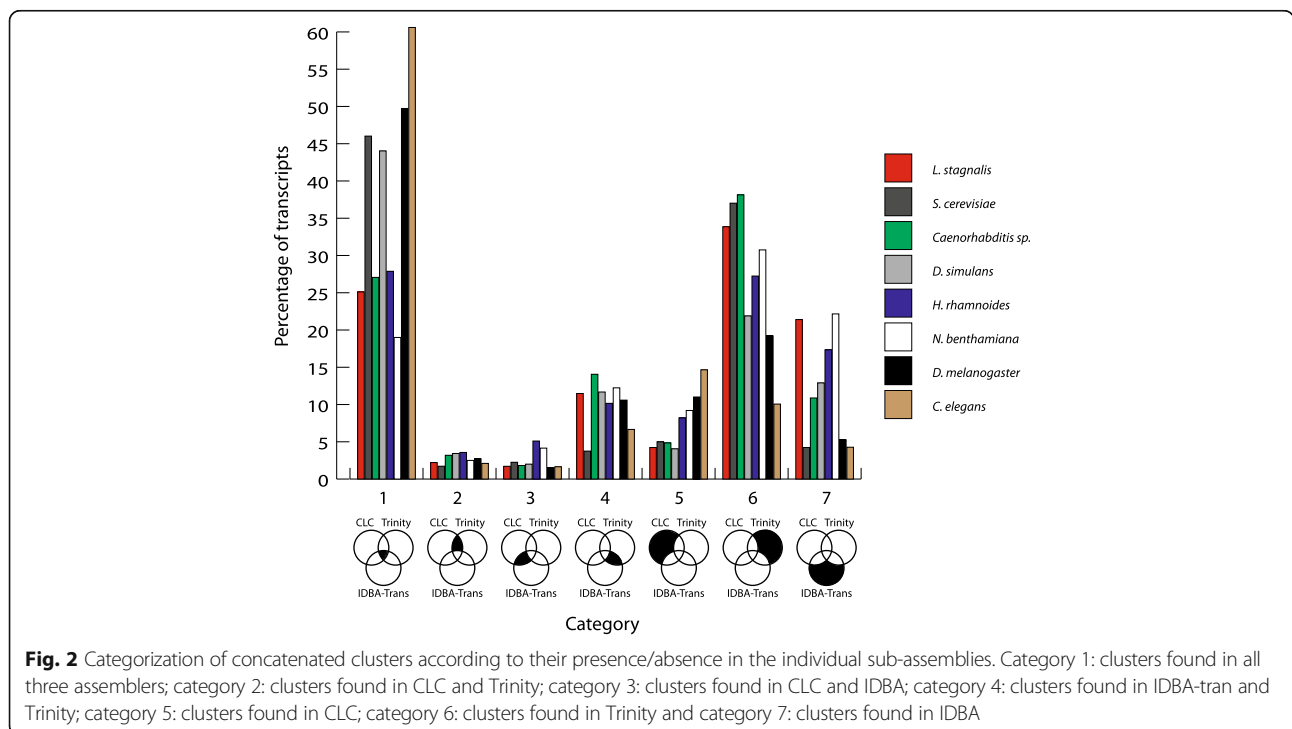 60
55
50
45
40
35
30
25
20
15
10
5
0
Percentage of transcripts
1 2 3 4 5 6 7
CLC Trinity CLC Trinity CLC Trinity CLC Trinity CLC Trinity CLC Trinity CLC Trinity
IDBA-Trans IDBA-Trans IDBA-Trans IDBA-Trans IDBA-Trans IDBA-Trans IDBA-Trans
Category
L. stagnalis
S. cerevisiae
Caenorhabditis sp.
D. simulans
H. rhamnoides
N. benthamiana
D. melanogaster
C. elegans
Fig. 2 Categorization of concatenated clusters according to their presence/absence in the individual sub-assemblies. Category 1: clusters found in all
three assemblers; category 2: clusters found in CLC and Trinity; category 3: clusters found in CLC and IDBA; category 4: clusters found in IDBA-tran and
Trinity; category 5: clusters found in CLC; category 6: clusters found in Trinity and category 7: clusters found in IDBA